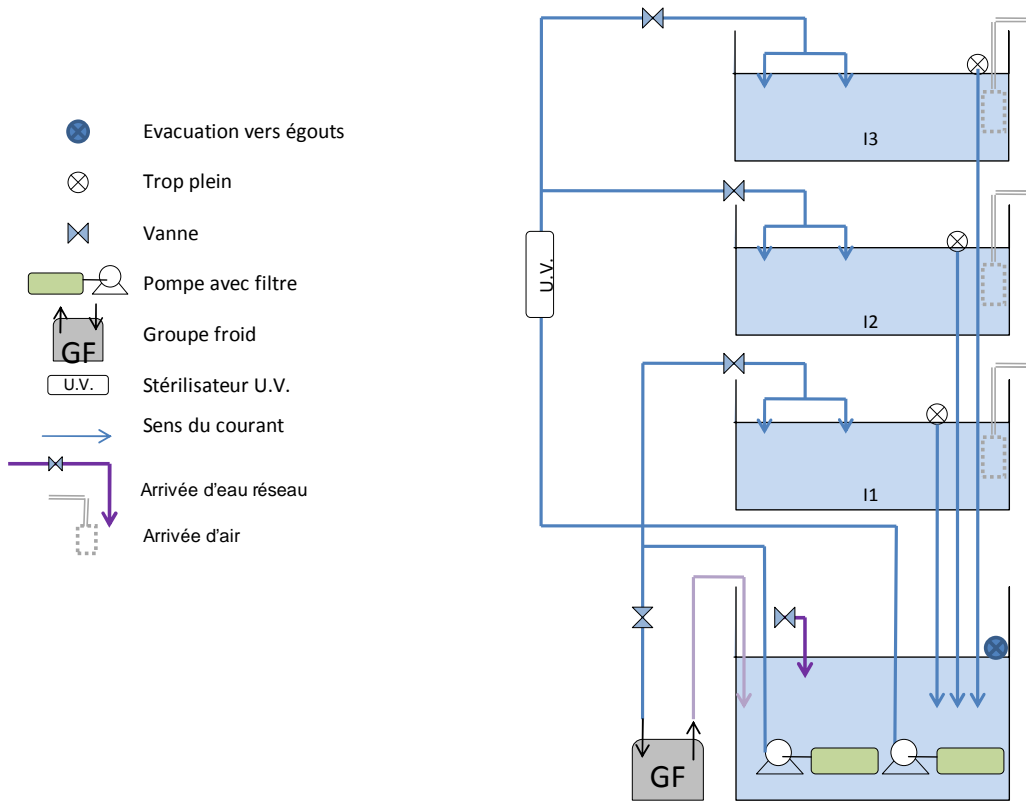 Evacuation vers égouts
Trop plein
Vanne
Pompe avec filtre
GF
Groupe froid
U.V.
Stérilisateur U.V.
Sens du courant
Arrivée d'eau réseau
Arrivée d'air
I3
U.V.
I2
I1
GF